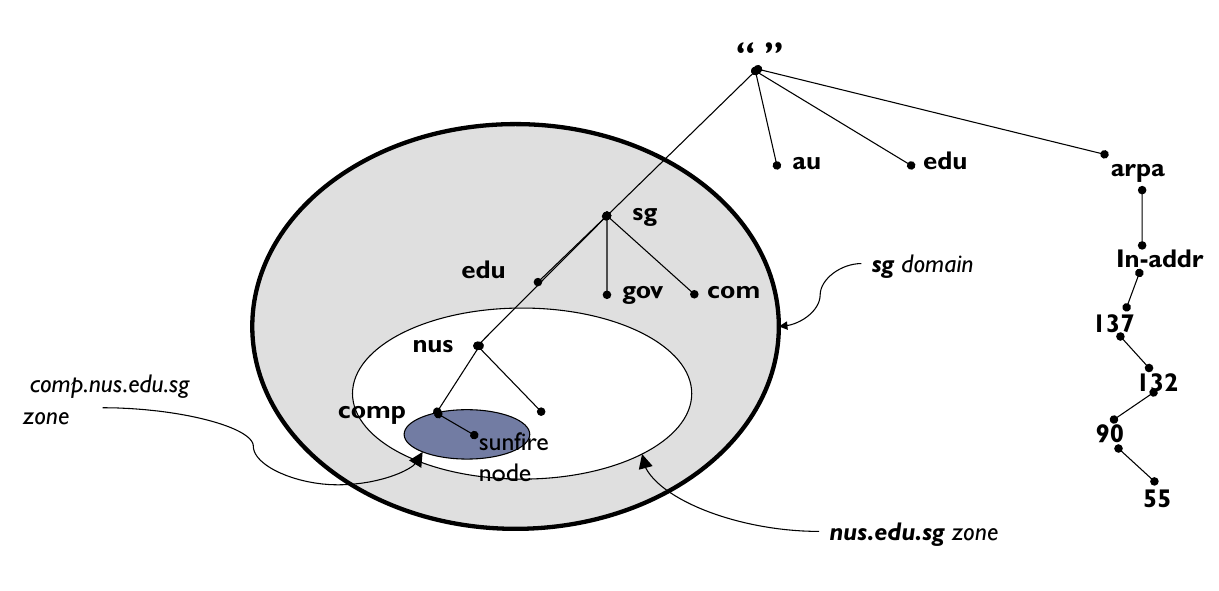 “ ”
au
edu
arpa
sg
In-addr
sg domain
edu
gov
com
137
nus
132
comp.nus.edu.sg
zone
comp
90
sunfire
node
55
nus.edu.sg zone